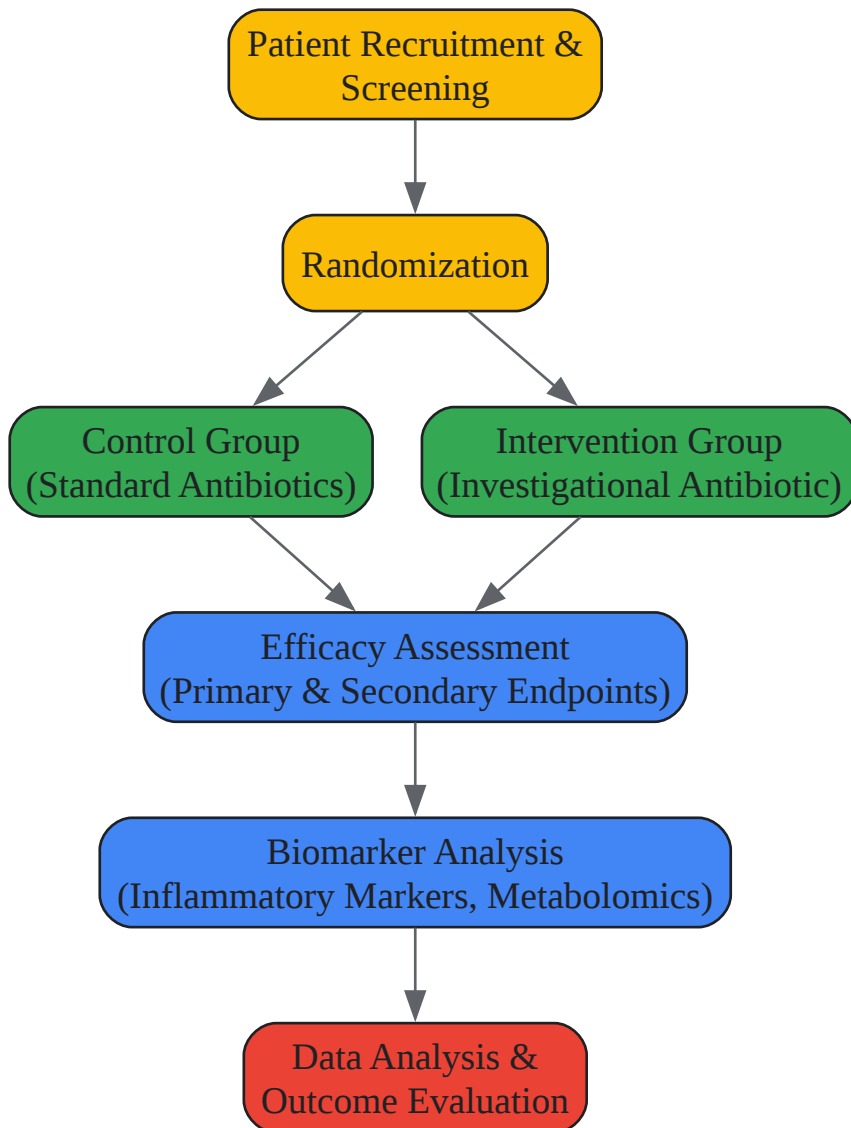 Patient Recruitment &
Screening
Randomization
Control Group
(Standard Antibiotics)
Intervention Group
(Investigational Antibiotic)
Efficacy Assessment
(Primary & Secondary Endpoints)
Biomarker Analysis
(Inflammatory Markers, Metabolomics)
Data Analysis &
Outcome Evaluation